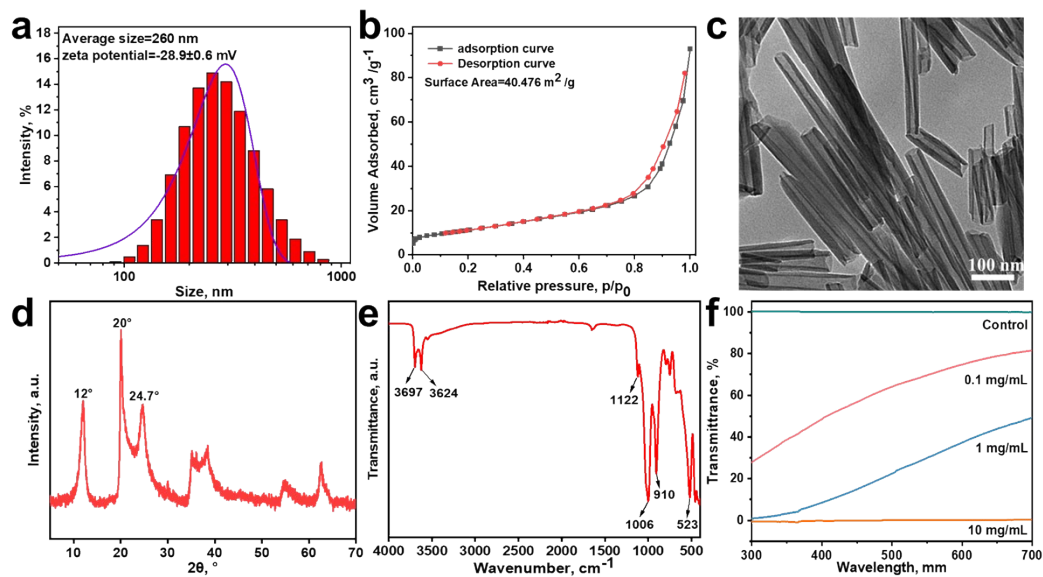 a
Average size=260 nm
zeta potential=-28.9±0.6 mV
Intensity, %
18
16
14
12
10
8
6
4
2
0
100
1000
Size, nm
b
adsorption curve
Desorption curve
Surface Area=40.476 m² /g
Volume Adsorbed, cm³ /g⁻¹
100
80
60
40
20
0
0.0 0.2 0.4 0.6 0.8 1.0
Relative pressure, p/p₀
c
100 nm
d
12°
20°
24.7°
Intensity, a.u.
10 20 30 40 50 60 70
2θ, °
e
3697
3624
1122
1006
910
523
Transmittance, a.u.
4000 3500 3000 2500 2000 1500 1000 500
Wavenumber, cm⁻¹
f
Control
0.1 mg/mL
1 mg/mL
10 mg/mL
Transmittrance, %
100
80
60
40
20
0
300 400 500 600 700
Wavelength, mm